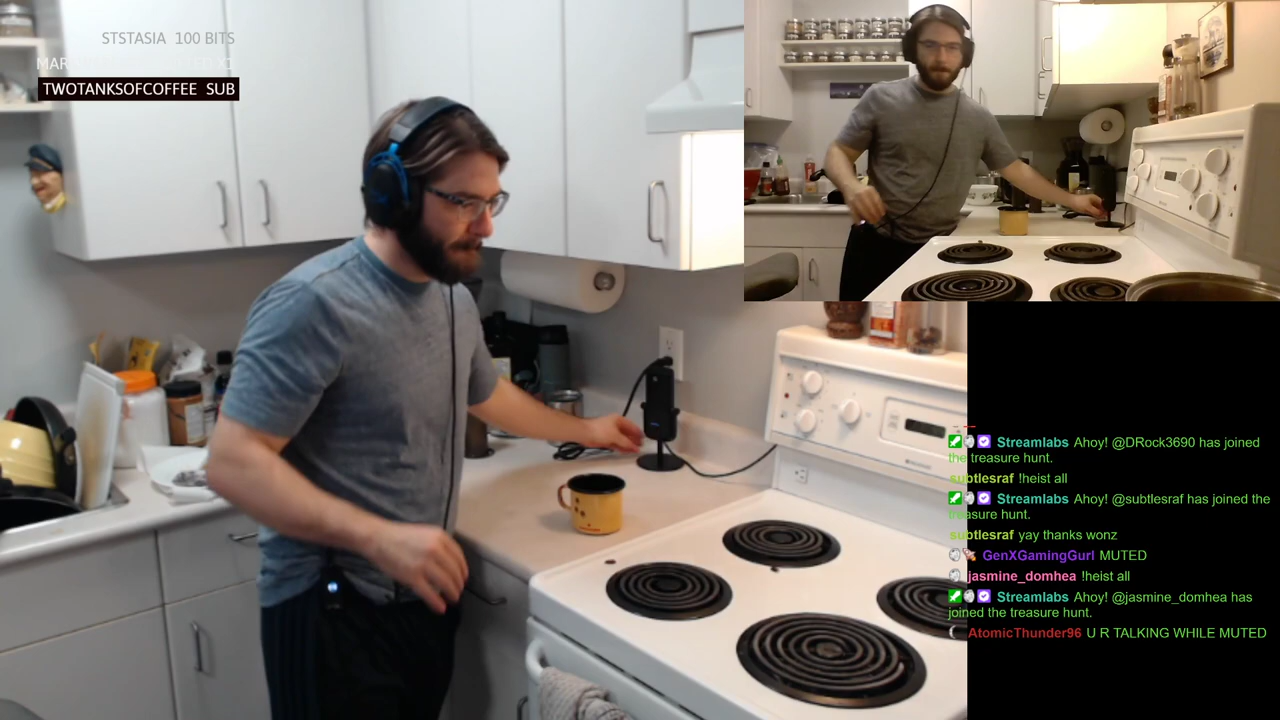 STSTASIA 100 BITS
TWOTANKSOFCOFFEE SUB
Streamlabs Ahoy! @DRock3690 has joined
the treasure hunt.
subtlesraf !heist all
Streamlabs Ahoy! @subtlesraf has joined the
treasure hunt.
subtlesraf yay thanks wonz
GenXGamingGurl MUTED
jasmine_domhea !heist all
Streamlabs Ahoy! @jasmine_domhea has
joined the treasure hunt.
AtomicThunder96 U R TALKING WHILE MUTED